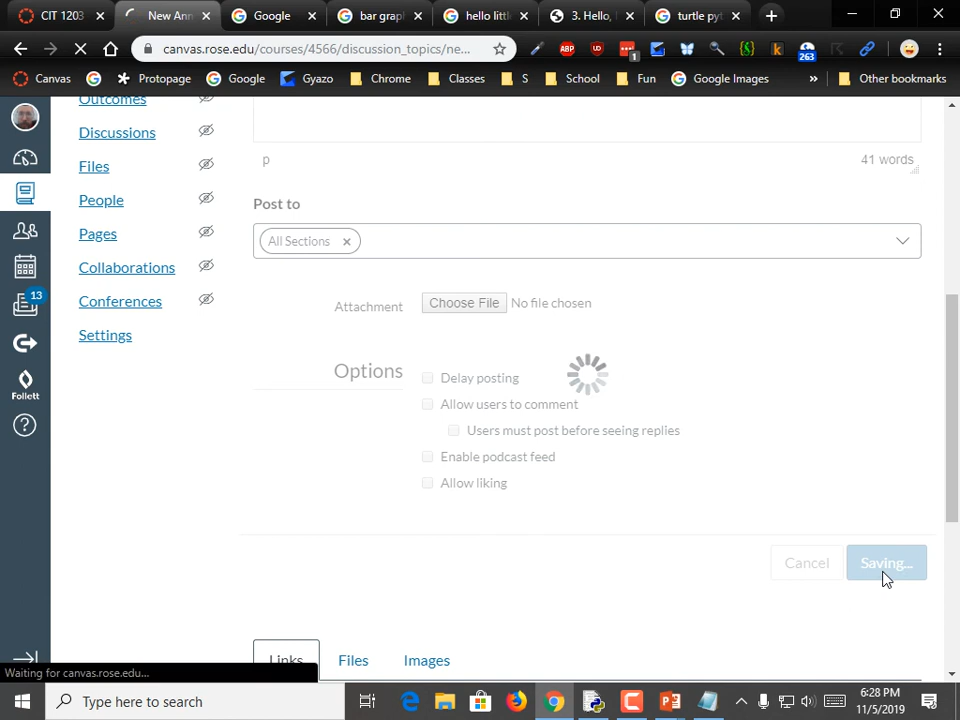 CIT 1203
New Ann
Google
bar grap
hello littl
3. Hello,
turtle pyt
canvas.rose.edu/courses/4566/discussion_topics/ne...
ABP
1
263
Canvas
Protopage
Google
Gyazo
Chrome
Classes
S
School
Fun
Google Images
»
Other bookmarks
Outcomes
Discussions
Files
People
Pages
Collaborations
Conferences
Settings
13
Follett
p
41 words
Post to
All Sections
Attachment
Choose File No file chosen
Options
Delay posting
Allow users to comment
Users must post before seeing replies
Enable podcast feed
Allow liking
Cancel
Saving...
Links
Files
Images
Waiting for canvas.rose.edu...
Type here to search
6:28 PM
11/5/2019